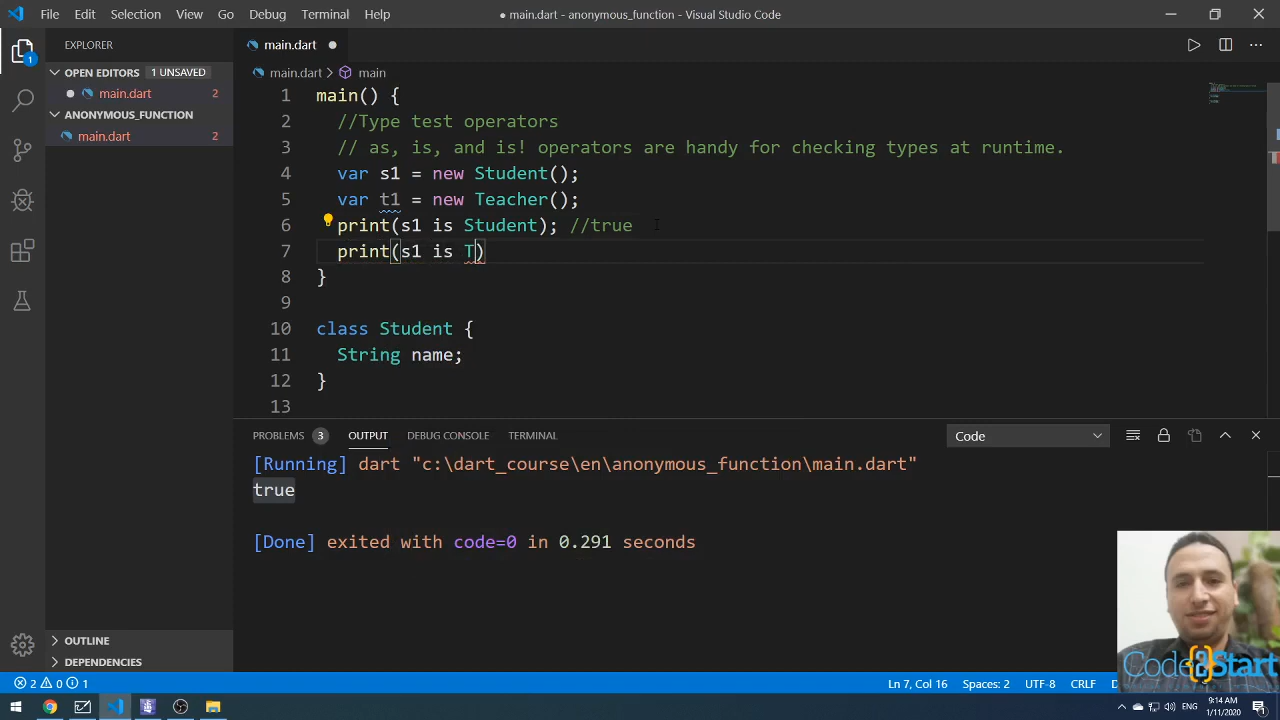 File Edit Selection View Go Debug Terminal Help
● main.dart - anonymous_function - Visual Studio Code
EXPLORER
main.dart
OPEN EDITORS 1 UNSAVED
main.dart 2
ANONYMOUS_FUNCTION
main.dart 2
1
main.dart > main
1 main() {
2 //Type test operators
3 // as, is, and is! operators are handy for checking types at runtime.
4 var s1 = new Student();
5 var t1 = new Teacher();
6 print(s1 is Student); //true
7 print(s1 is T)
8 }
9
10 class Student {
11 String name;
12 }
13
PROBLEMS 3 OUTPUT DEBUG CONSOLE TERMINAL
Code
[Running] dart "c:\dart_course\en\anonymous_function\main.dart"
true
[Done] exited with code=0 in 0.291 seconds
OUTLINE
DEPENDENCIES
Code{}Start
2 0 1
Ln 7, Col 16 Spaces: 2 UTF-8 CRLF
ENG
9:14 AM
1/11/2020